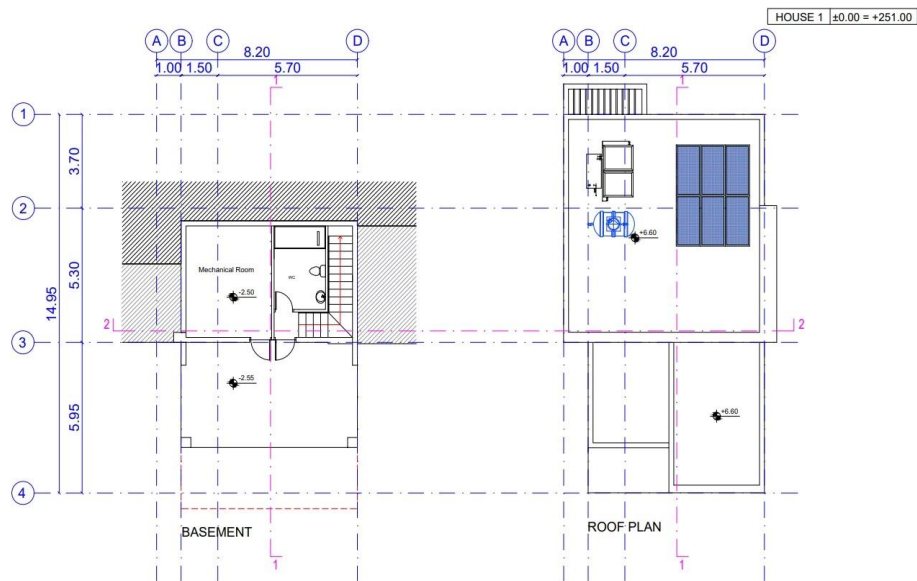 HOUSE 1 ±0.00 = +251.00
A B C D
8.20
1.00 1.50 5.70
1
1
3.70
2
5.30
14.95
Mechanical Room
WC
-2.50
2
3
-2.55
5.95
4
BASEMENT
1
A B C D
8.20
1.00 1.50 5.70
1
+6.60
2
+6.60
ROOF PLAN
1